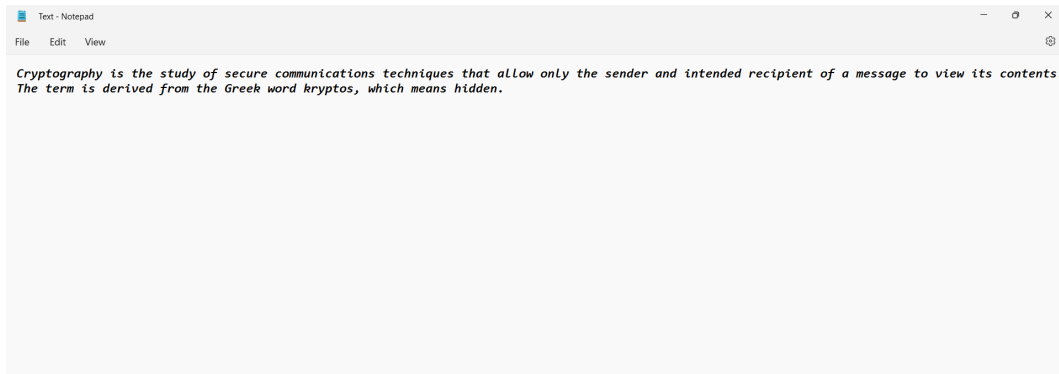 Text - Notepad
File Edit View
Cryptography is the study of secure communications techniques that allow only the sender and intended recipient of a message to view its contents
The term is derived from the Greek word kryptos, which means hidden.